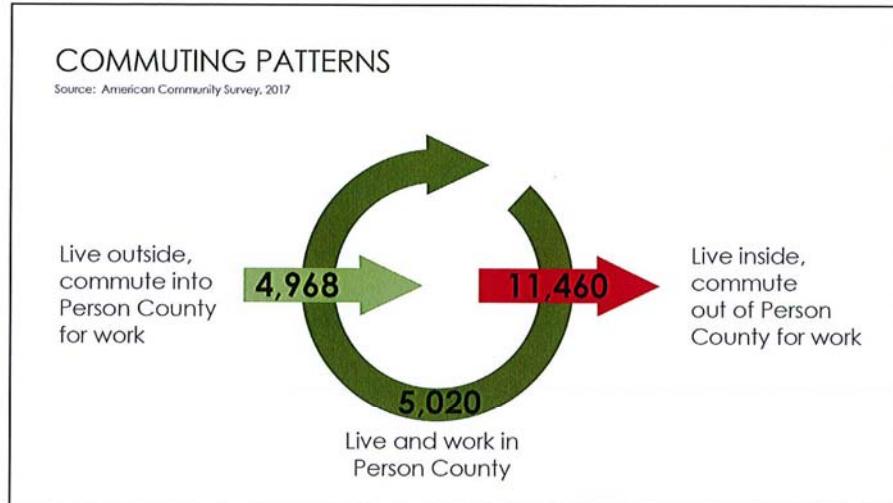 COMMUTING PATTERNS
Source: American Community Survey, 2017
Live outside,
commute into
Person County
for work
4,968
11,460
Live inside,
commute
out of Person
County for work
5,020
Live and work in
Person County